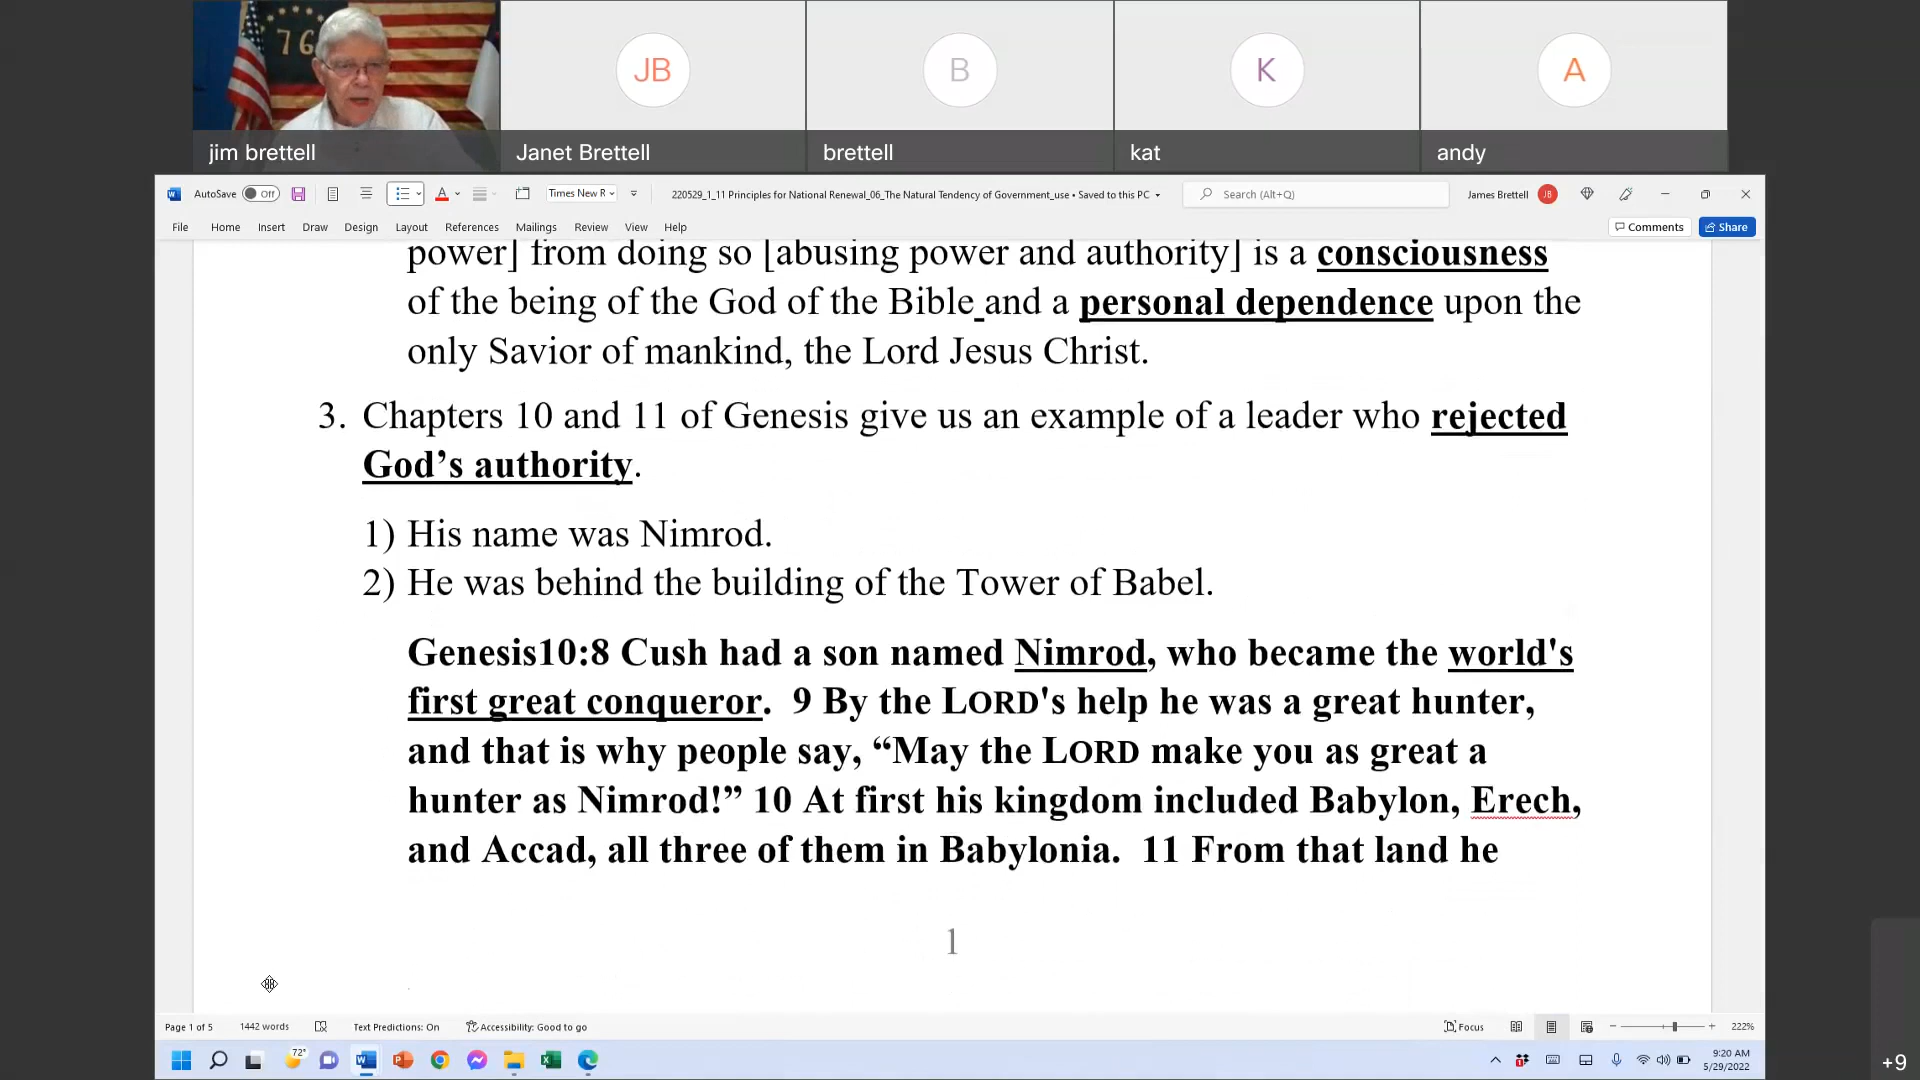 76
JB
B
K
A
jim brettell
Janet Brettell
brettell
kat
andy
AutoSave Off
Times New R
220529_1_11 Principles for National Renewal_06_The Natural Tendency of Government_use • Saved to this PC
Search (Alt+Q)
James Brettell JB
File Home Insert Draw Design Layout References Mailings Review View Help
Comments Share
power] from doing so [abusing power and authority] is a consciousness
of the being of the God of the Bible and a personal dependence upon the
only Savior of mankind, the Lord Jesus Christ.
3. Chapters 10 and 11 of Genesis give us an example of a leader who rejected
God’s authority.
1) His name was Nimrod.
2) He was behind the building of the Tower of Babel.
Genesis10:8 Cush had a son named Nimrod, who became the world's
first great conqueror. 9 By the LORD's help he was a great hunter,
and that is why people say, “May the LORD make you as great a
hunter as Nimrod!” 10 At first his kingdom included Babylon, Erech,
and Accad, all three of them in Babylonia. 11 From that land he
1
Page 1 of 5 1442 words Text Predictions: On Accessibility: Good to go
Focus 222%
72°
9:20 AM
5/29/2022
+9